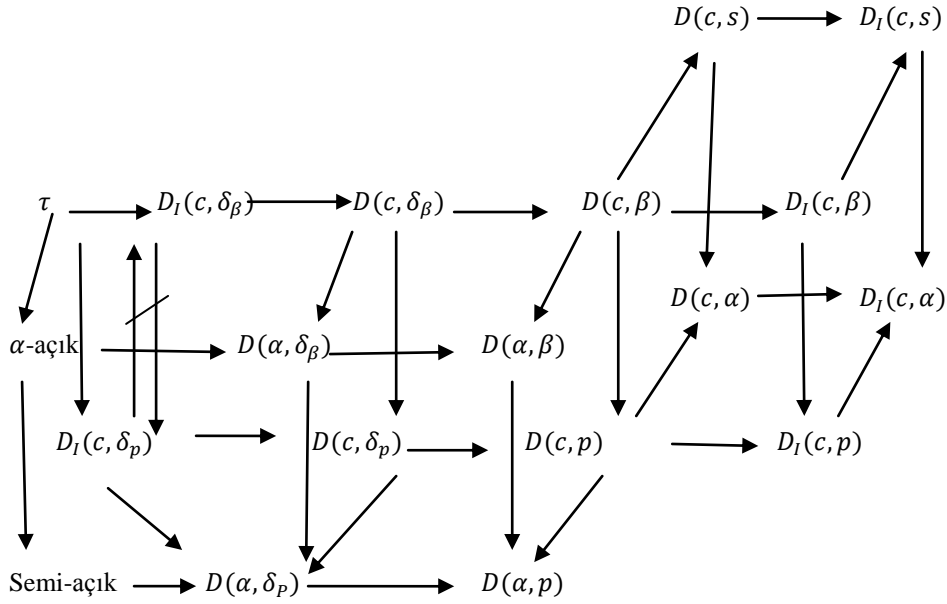 D(c, s) D_I(c, s)
τ D_I(c, δ_β) D(c, δ_β) D(c, β) D_I(c, β)
D(c, α) D_I(c, α)
α-açık D(α, δ_β) D(α, β)
D_I(c, δ_p) D(c, δ_p) D(c, p) D_I(c, p)
Semi-açık D(α, δ_P) D(α, p)